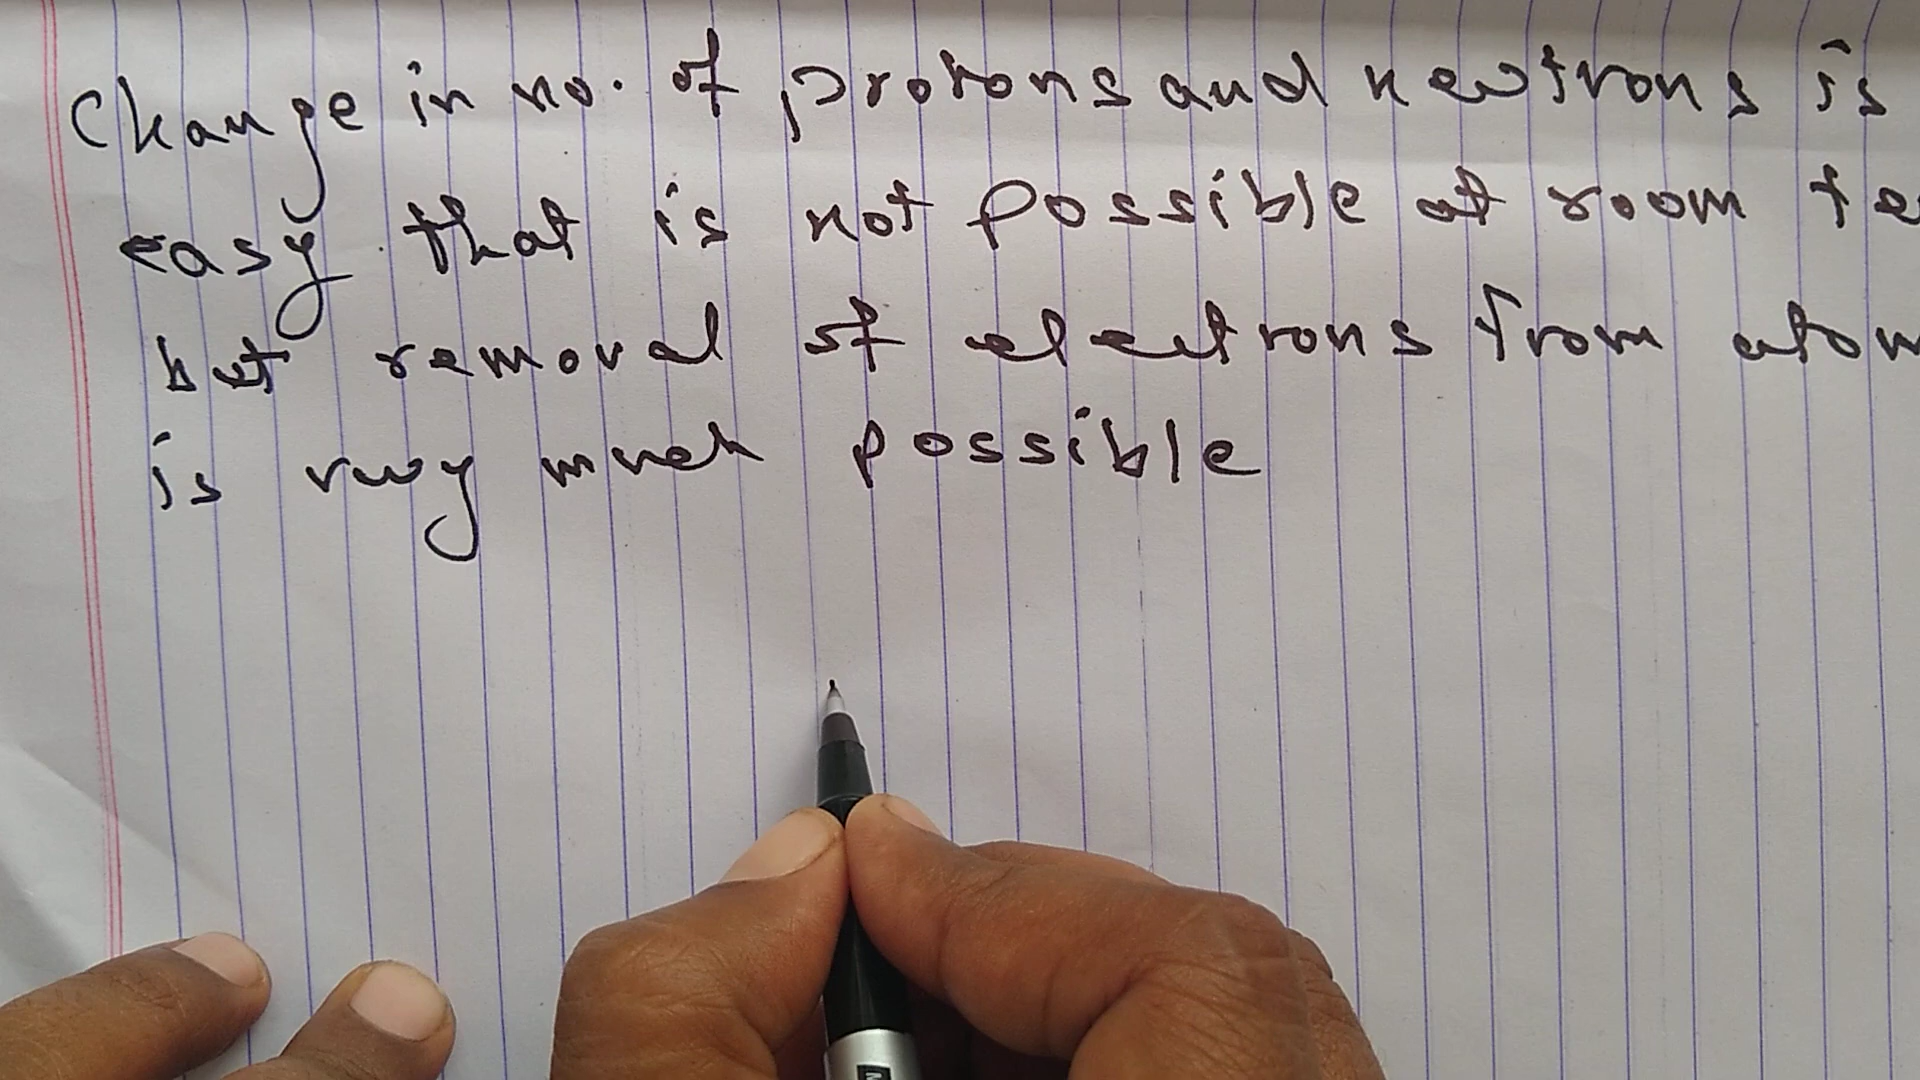 Change in no. of protons and neutrons is
easy. that is not possible at room te
but removal of electrons from atom
is very much possible